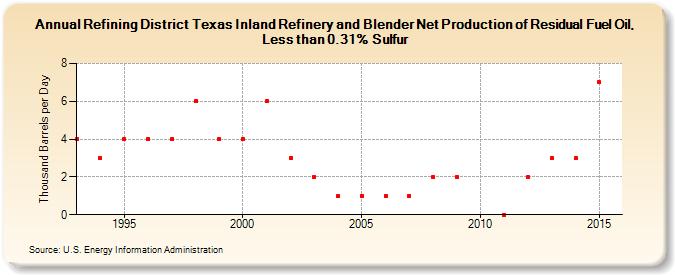 Annual Refining District Texas Inland Refinery and Blender Net Production of Residual Fuel Oil,
Less than 0.31% Sulfur
Thousand Barrels per Day
8
6
4
2
0
1995 2000 2005 2010 2015
Source: U.S. Energy Information Administration